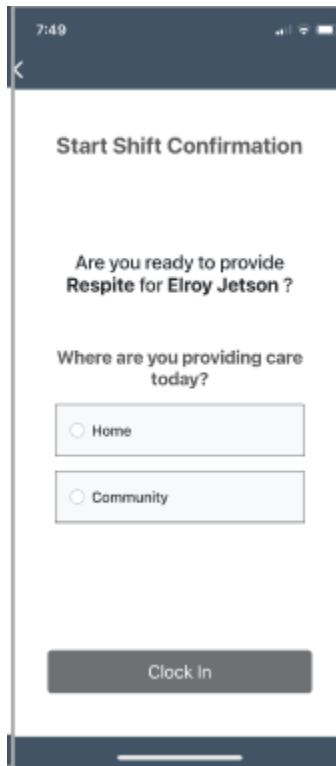 7:49
Start Shift Confirmation
Are you ready to provide
Respite for Elroy Jetson ?
Where are you providing care
today?
Home
Community
Clock In